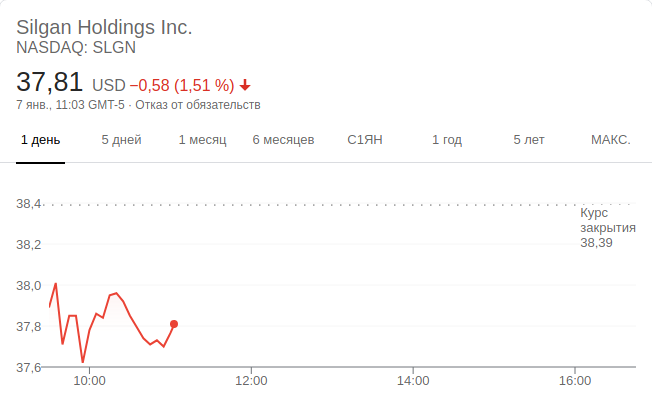 Silgan Holdings Inc.
NASDAQ: SLGN
37,81 USD −0,58 (1,51 %)
7 янв., 11:03 GMT-5 · Отказ от обязательств
1 день 5 дней 1 месяц 6 месяцев С1ЯН 1 год 5 лет МАКС.
38,4
Курс
закрытия
38,39
38,2
38,0
37,8
37,6
10:00 12:00 14:00 16:00